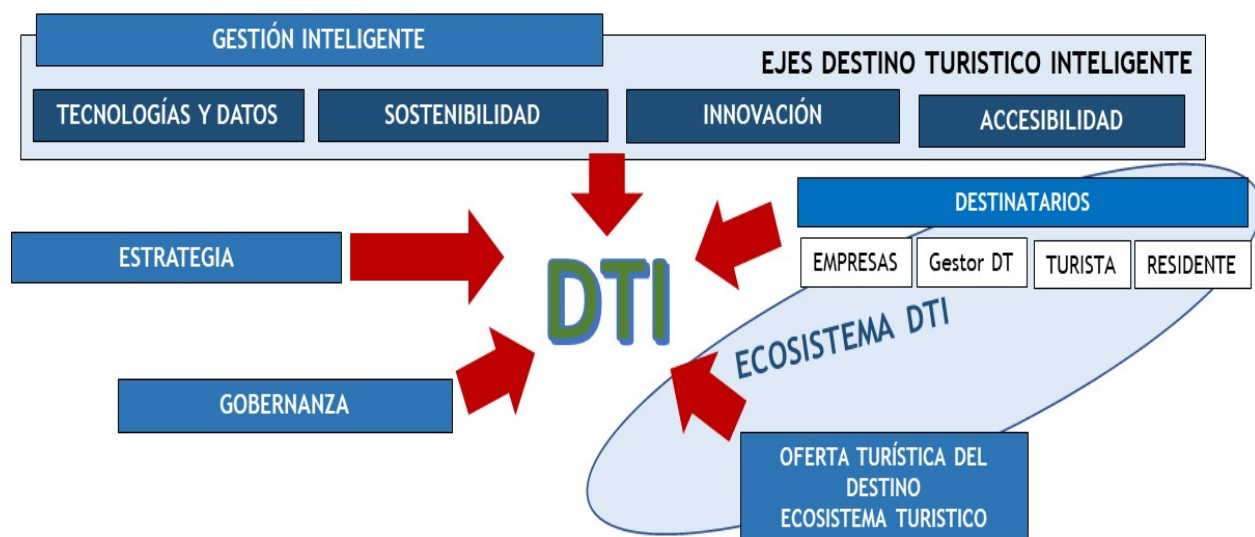 GESTIÓN INTELIGENTE
EJES DESTINO TURISTICO INTELIGENTE
TECNOLOGÍAS Y DATOS
SOSTENIBILIDAD
INNOVACIÓN
ACCESIBILIDAD
DESTINATARIOS
EMPRESAS
Gestor DT
TURISTA
RESIDENTE
ESTRATEGIA
DTI
ECOSISTEMA DTI
GOBERNANZA
OFERTA TURÍSTICA DEL
DESTINO
ECOSISTEMA TURISTICO